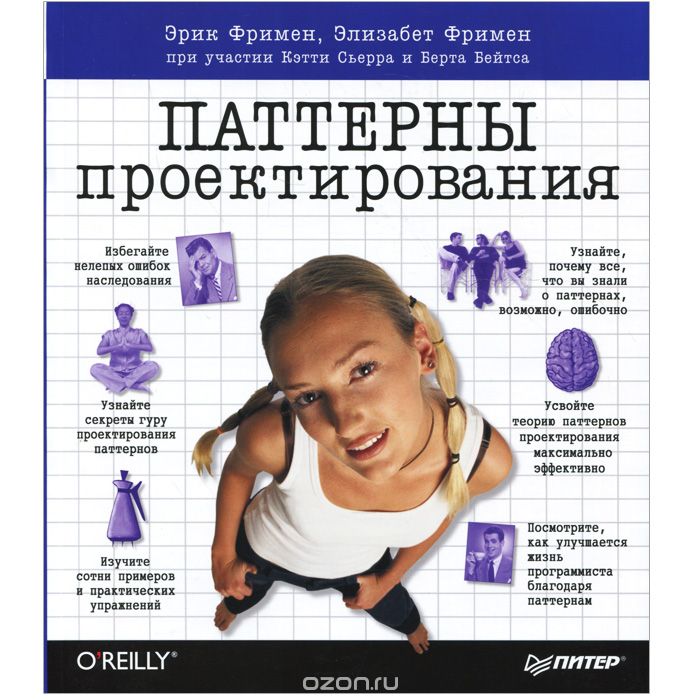 Эрик Фримен, Элизабет Фримен
при участии Кэтти Сьерра и Берта Бейтса
ПАТТЕРНЫ
проектирования
Избегайте
нелепых ошибок
наследования
Узнайте,
почему все,
что вы знали
о паттернах,
возможно, ошибочно
Узнайте
секреты гуру
проектирования
паттернов
Усвойте
теорию паттернов
проектирования
максимально
эффективно
Изучите
сотни примеров
и практических
упражнений
Посмотрите,
как улучшается
жизнь
программиста
благодаря
паттернам
O'REILLY®
ПИТЕР®
ozon.ru